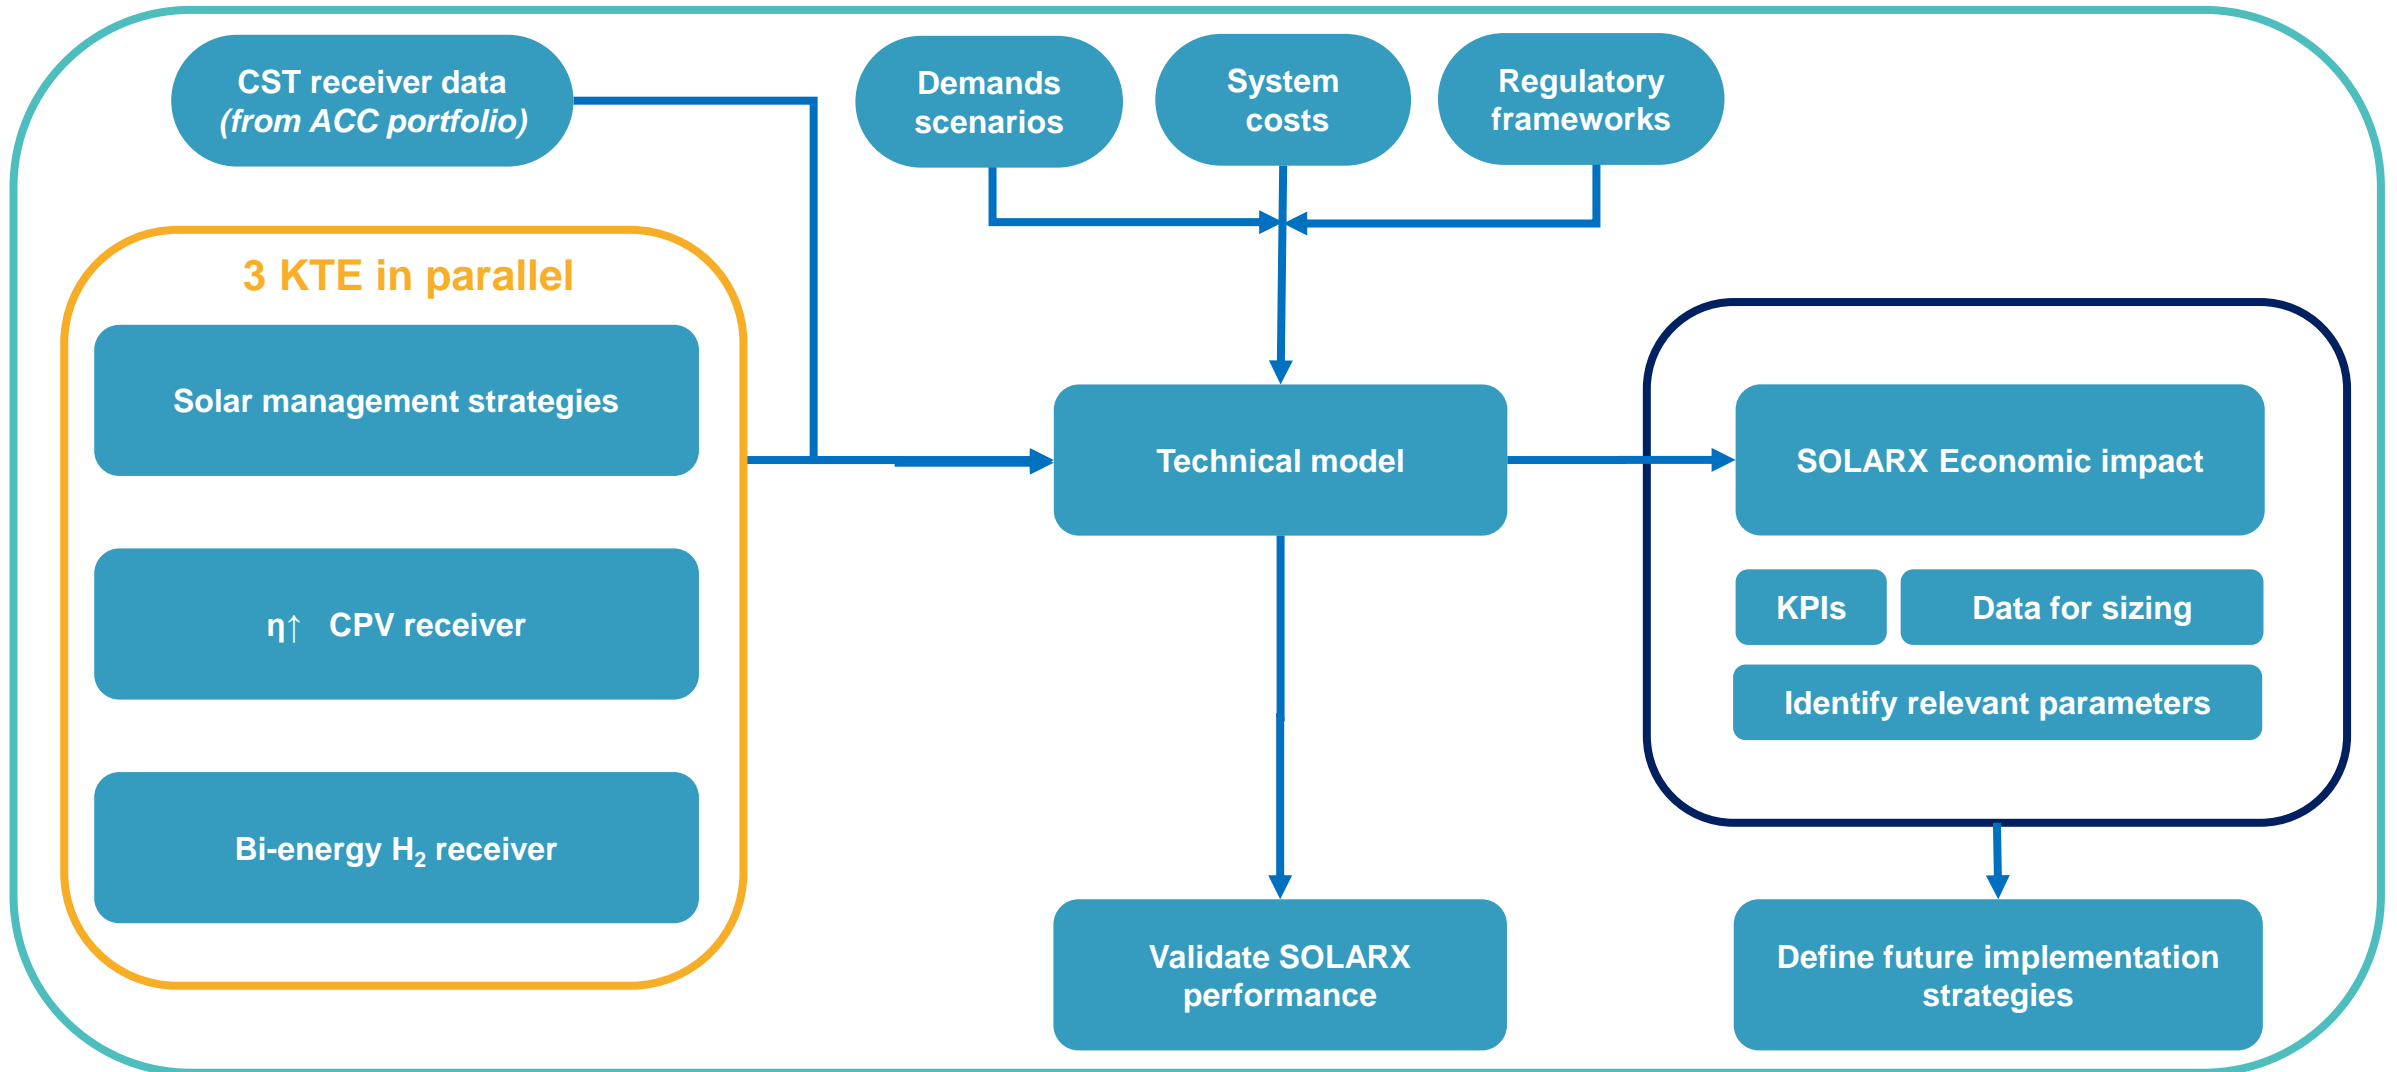 CST receiver data
(from ACC portfolio)
Demands
scenarios
System
costs
Regulatory
frameworks
3 KTE in parallel
Solar management strategies
η↑ CPV receiver
Bi-energy H₂ receiver
Technical model
SOLARX Economic impact
KPIs
Data for sizing
Identify relevant parameters
Validate SOLARX
performance
Define future implementation
strategies